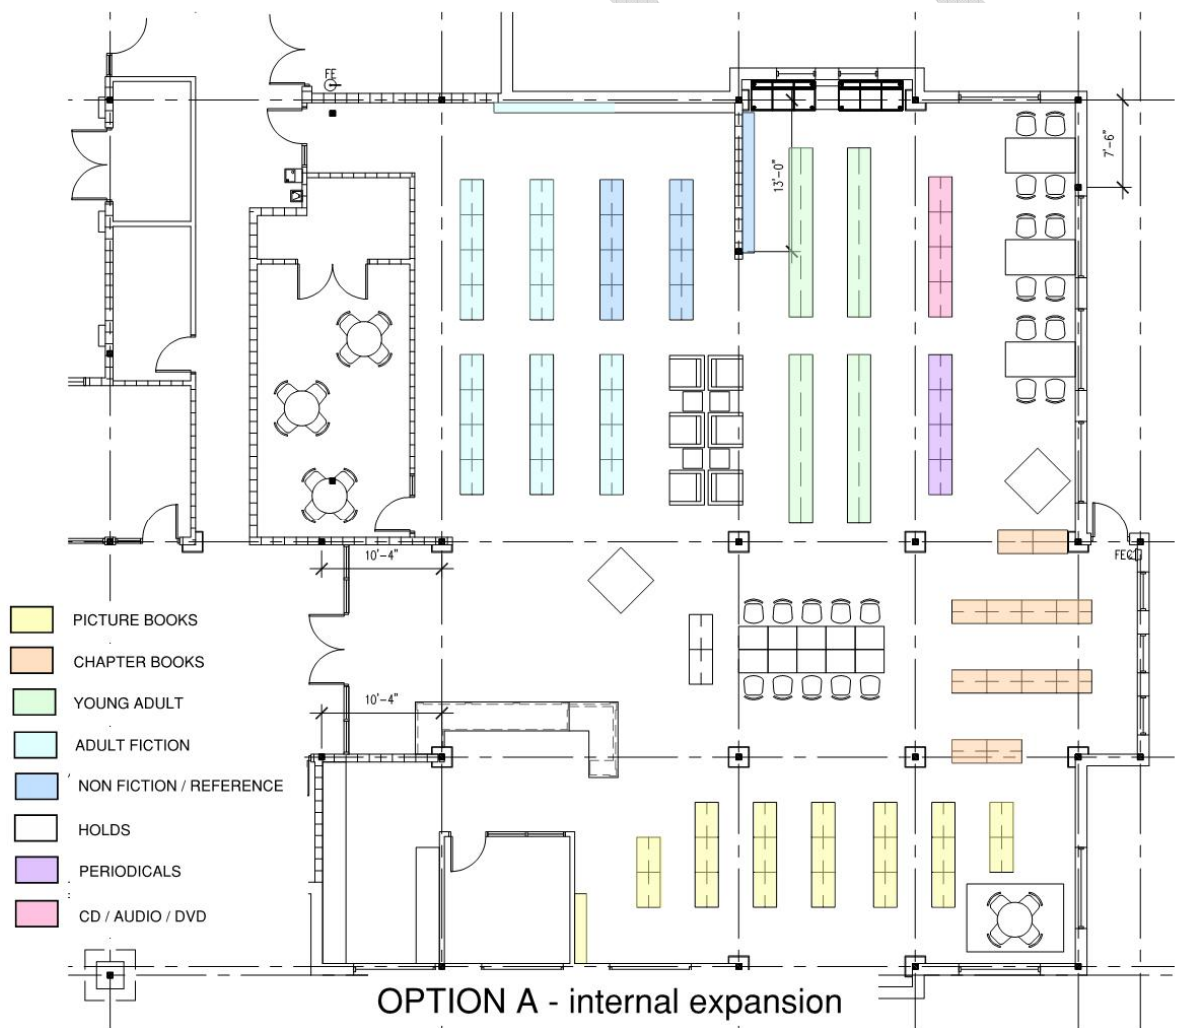 FE
7'-6"
13'-0"
10'-4"
FEC
PICTURE BOOKS
CHAPTER BOOKS
YOUNG ADULT
10'-4"
ADULT FICTION
NON FICTION / REFERENCE
HOLDS
PERIODICALS
CD / AUDIO / DVD
OPTION A - internal expansion